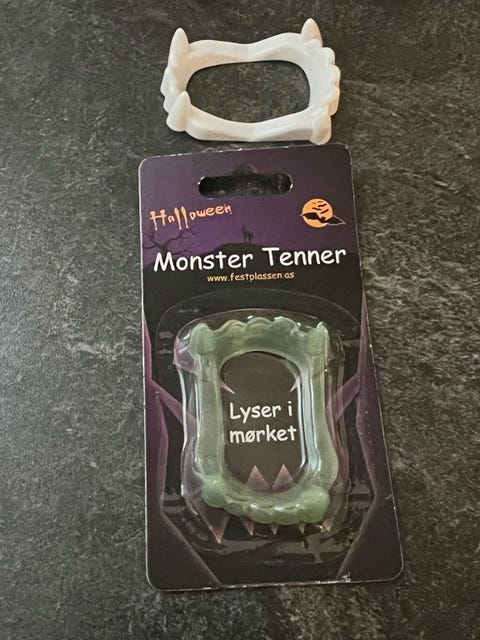 Halloween
Monster Tenner
www.festplassen.as
Lyser i
mørket